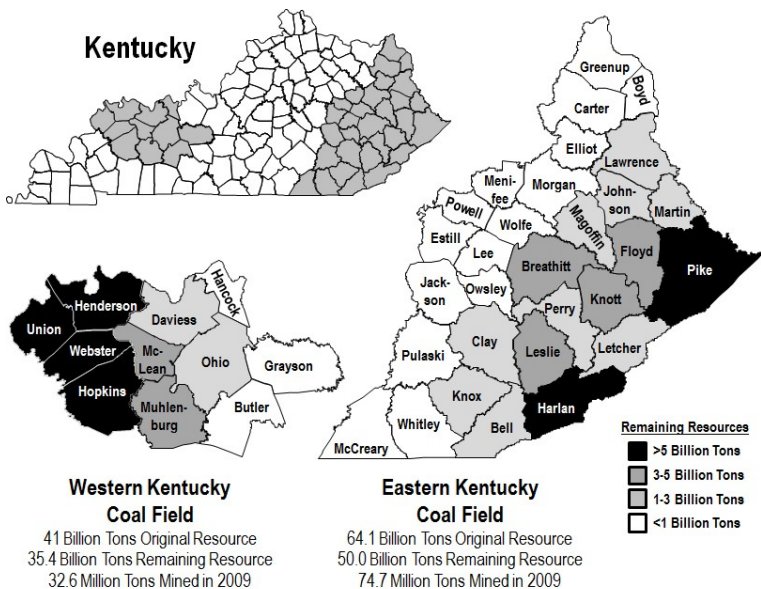 Kentucky
Greenup
Boyd
Carter
Elliot
Lawrence
Meni-
fee
Morgan
John-
son
Martin
Powell
Wolfe
Magoffin
Estill
Lee
Floyd
Breathitt
Pike
Jack-
son
Owsley
Knott
Perry
Clay
Pulaski
Leslie
Letcher
Knox
Harlan
Whitley
Bell
McCreary
Hancock
Henderson
Daviess
Union
Webster
Mc-
Lean
Ohio
Grayson
Hopkins
Muhlen-
burg
Butler
Remaining Resources
>5 Billion Tons
3-5 Billion Tons
1-3 Billion Tons
<1 Billion Tons
Western Kentucky
Coal Field
41 Billion Tons Original Resource
35.4 Billion Tons Remaining Resource
32.6 Million Tons Mined in 2009
Eastern Kentucky
Coal Field
64.1 Billion Tons Original Resource
50.0 Billion Tons Remaining Resource
74.7 Million Tons Mined in 2009